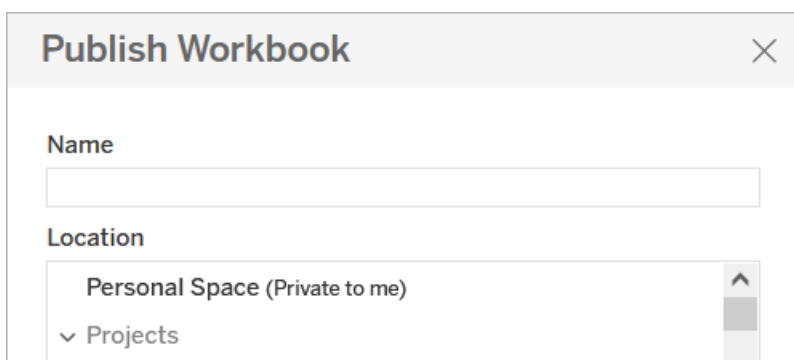 Publish Workbook
Name
Location
Personal Space (Private to me)
Projects